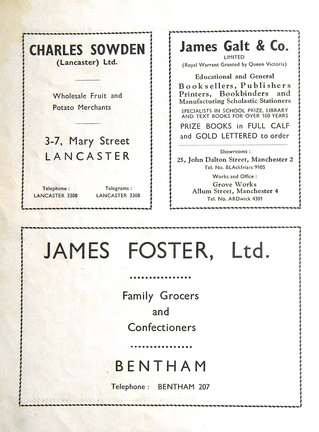 CHARLES SOWDEN
(Lancaster) Ltd.
Wholesale Fruit and
Potato Merchants
3-7, Mary Street
LANCASTER
Telephone : Telegrams :
LANCASTER 3308 LANCASTER 3308
James Galt & Co.
LIMITED
(Royal Warrant Granted by Queen Victoria)
Educational and General
Booksellers, Publishers
Printers, Bookbinders and
Manufacturing Scholastic Stationers
SPECIALISTS IN SCHOOL PRIZE, LIBRARY
AND TEXT BOOKS FOR OVER 100 YEARS
PRIZE BOOKS in FULL CALF
and GOLD LETTERED to order
Showrooms :
25, John Dalton Street, Manchester 2
Tel. No. BLAckfriars 9105
Works and Office :
Grove Works
Allum Street, Manchester 4
Tel. No. ARDwick 4301
JAMES FOSTER, Ltd.
Family Grocers
and
Confectioners
BENTHAM
Telephone : BENTHAM 207